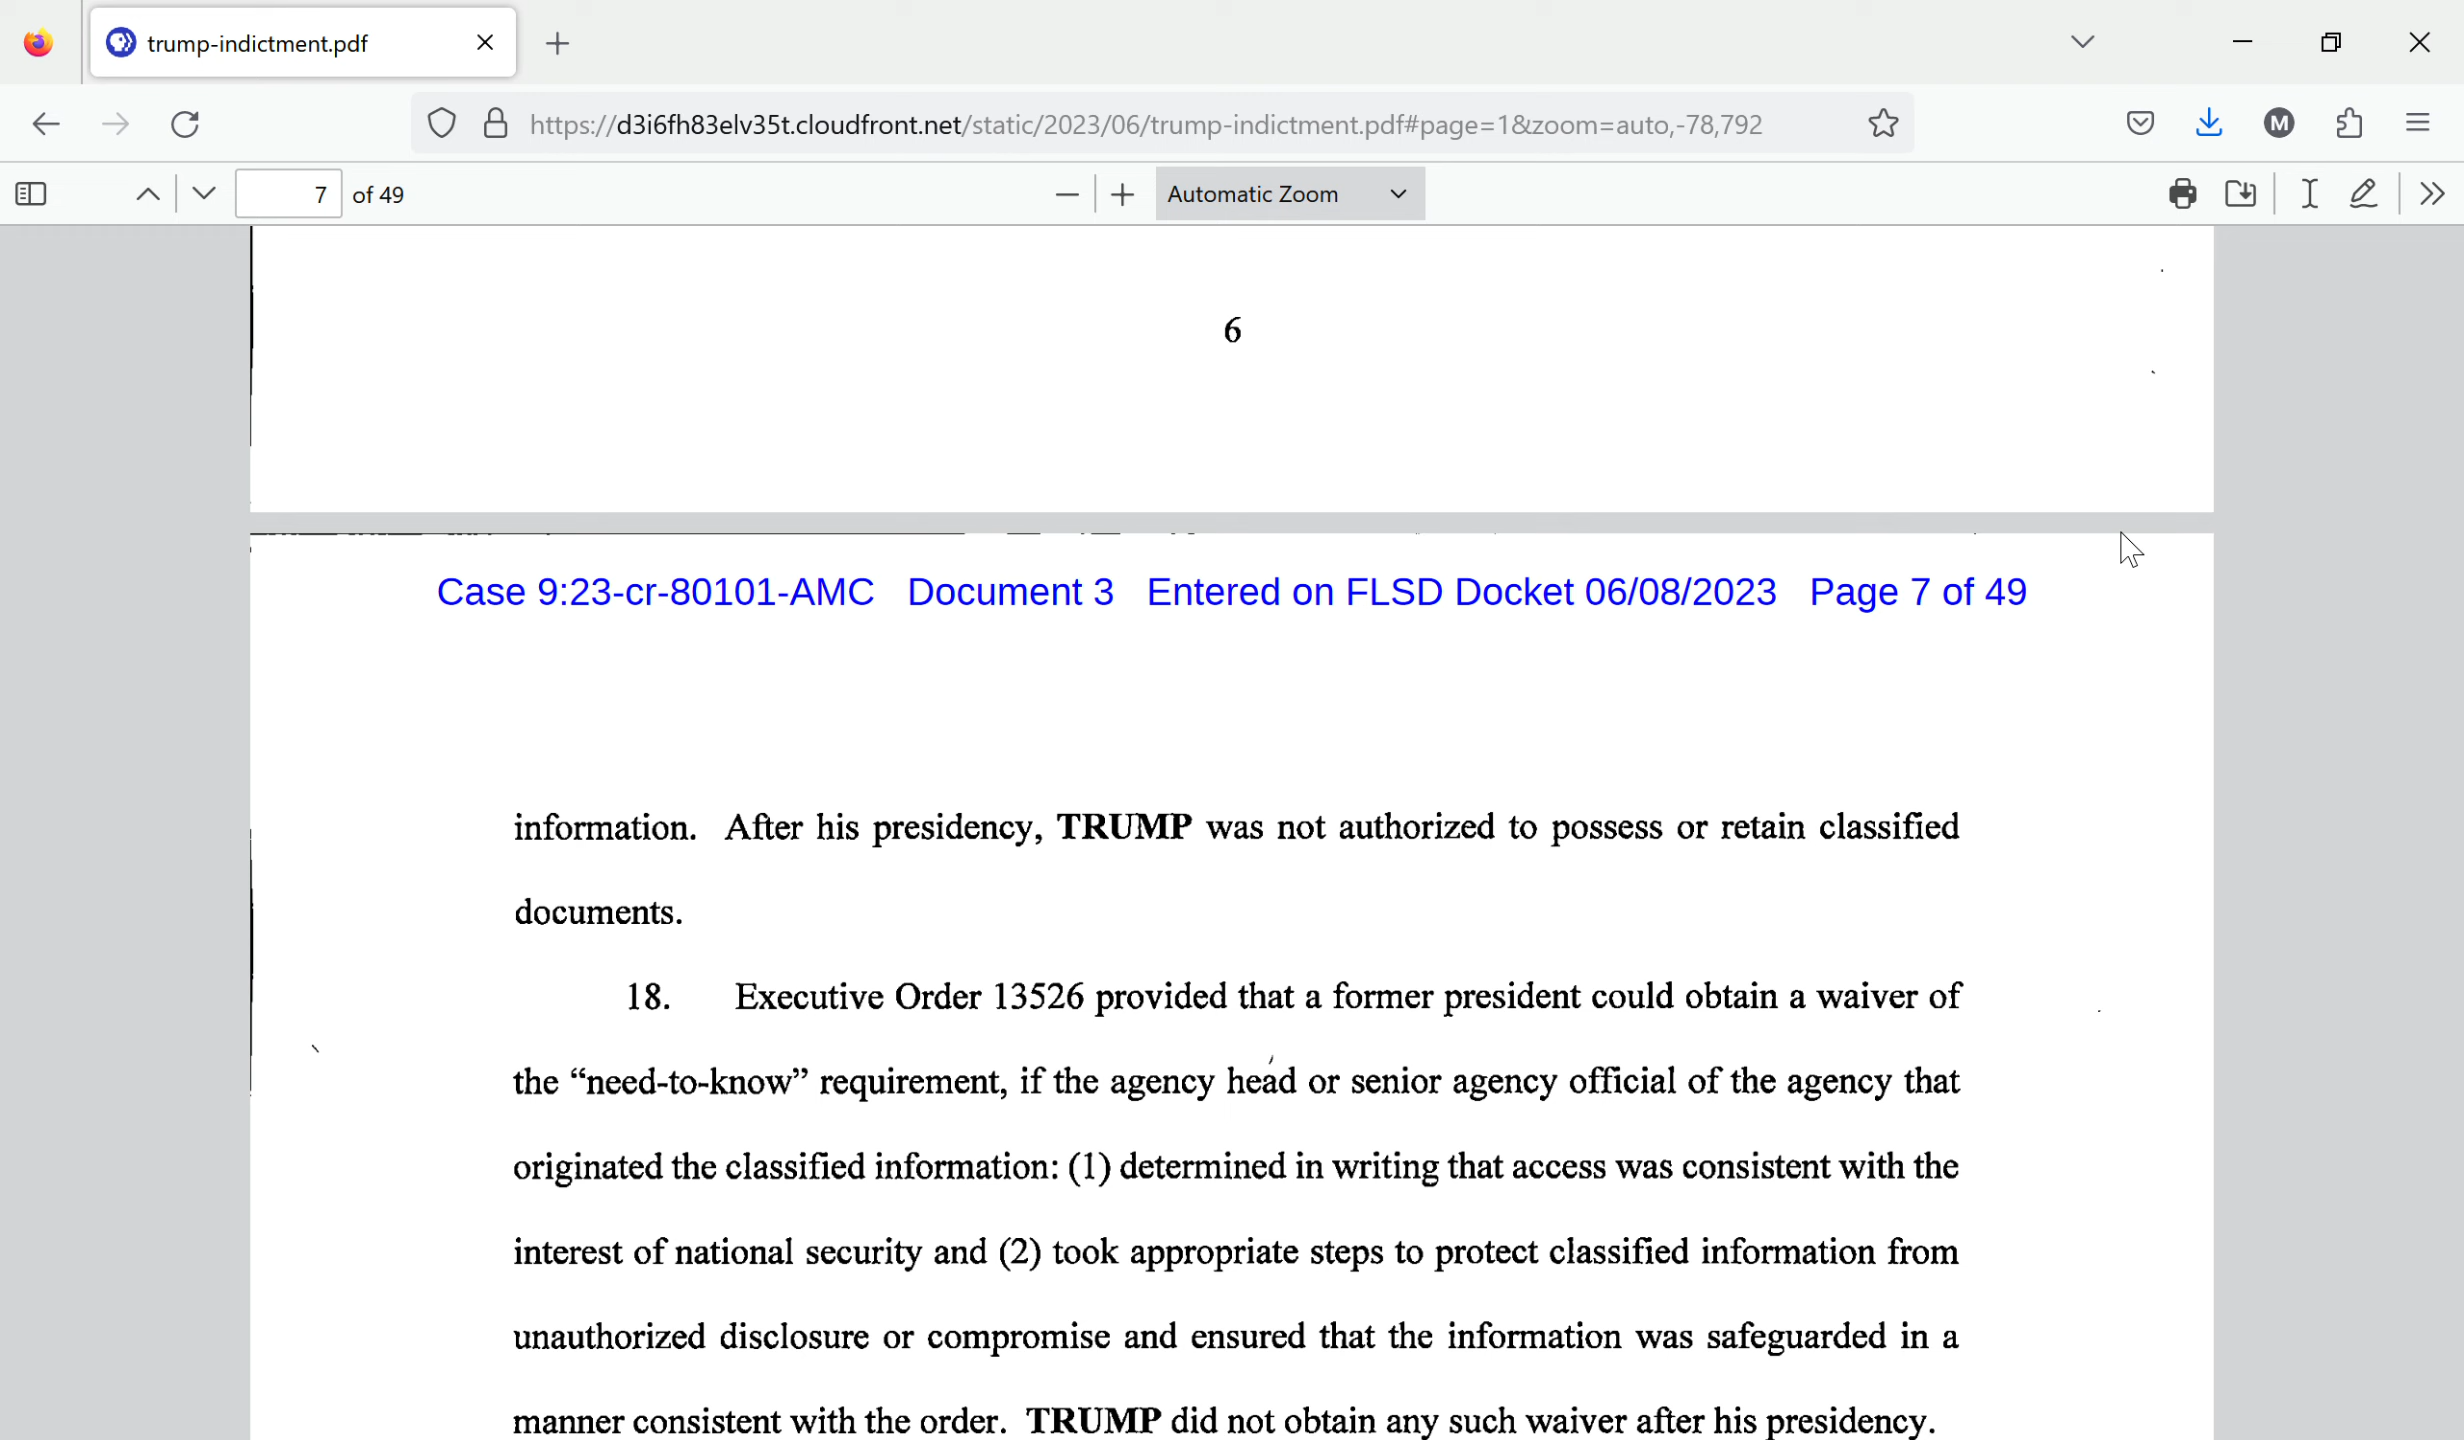 trump-indictment.pdf
https://d3i6fh83elv35t.cloudfront.net/static/2023/06/trump-indictment.pdf#page=1&zoom=auto,-78,792
M
7 of 49
Automatic Zoom
6
Case 9:23-cr-80101-AMC Document 3 Entered on FLSD Docket 06/08/2023 Page 7 of 49
information. After his presidency, TRUMP was not authorized to possess or retain classified
documents.
18. Executive Order 13526 provided that a former president could obtain a waiver of
the “need-to-know” requirement, if the agency head or senior agency official of the agency that
originated the classified information: (1) determined in writing that access was consistent with the
interest of national security and (2) took appropriate steps to protect classified information from
unauthorized disclosure or compromise and ensured that the information was safeguarded in a
manner consistent with the order. TRUMP did not obtain any such waiver after his presidency.